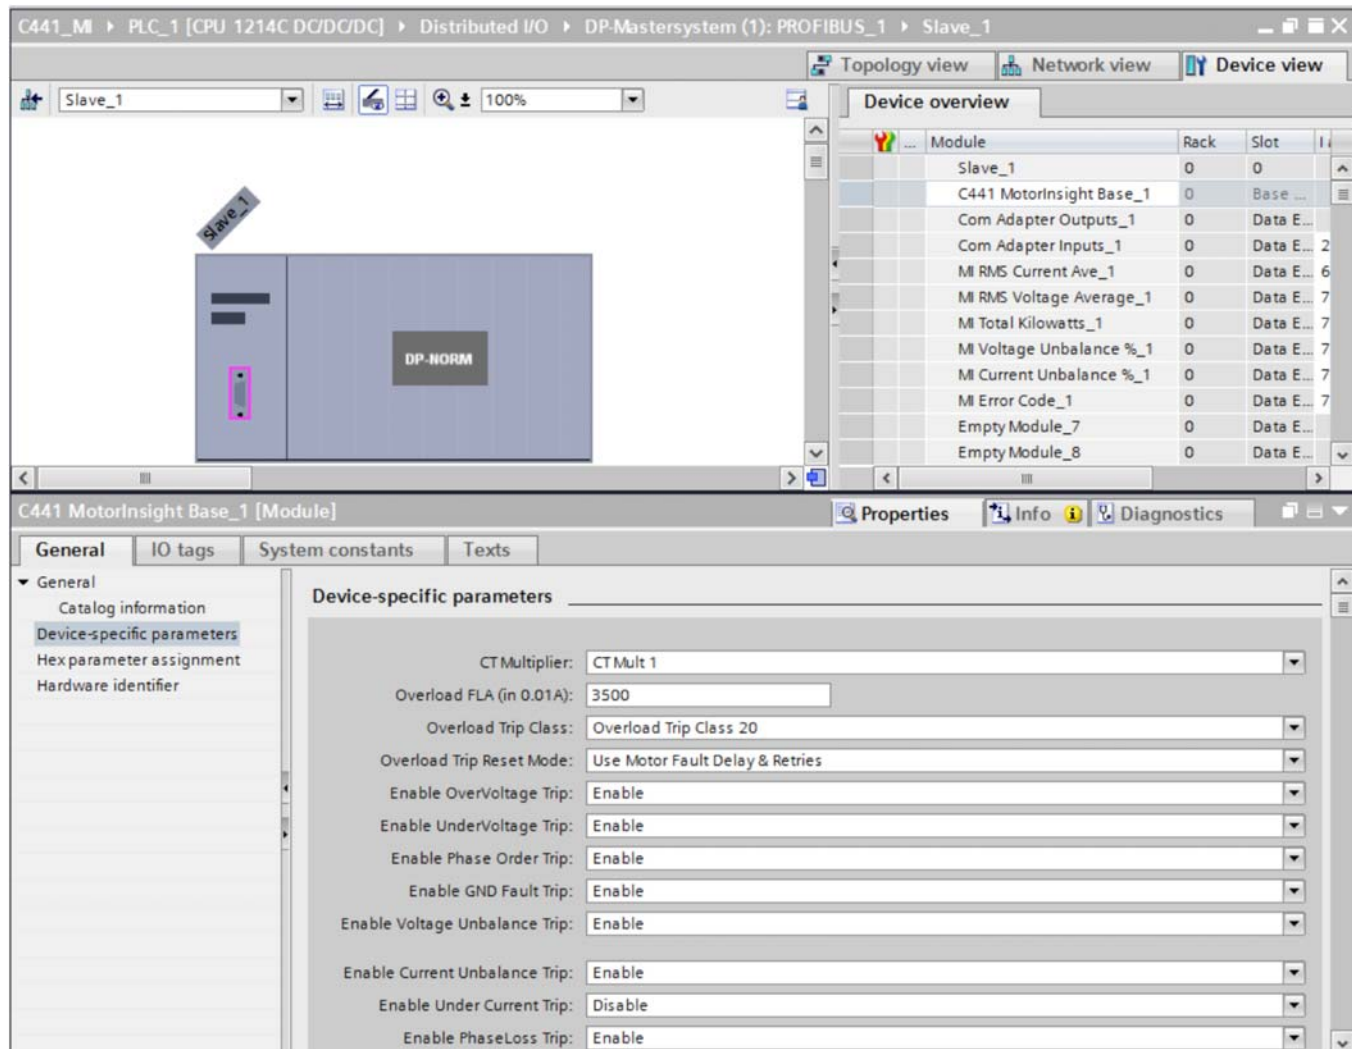 C441_MI ▸ PLC_1 [CPU 1214C DC/DC/DC] ▸ Distributed I/O ▸ DP-Mastersystem (1): PROFIBUS_1 ▸ Slave_1
Topology view Network view Device view
Slave_1 100%
Device overview
... Module Rack Slot I
Slave_1 0 0
C441 MotorInsight Base_1 0 Base ...
Com Adapter Outputs_1 0 Data E...
Com Adapter Inputs_1 0 Data E... 2
MI RMS Current Ave_1 0 Data E... 6
MI RMS Voltage Average_1 0 Data E... 7
MI Total Kilowatts_1 0 Data E... 7
MI Voltage Unbalance %_1 0 Data E... 7
MI Current Unbalance %_1 0 Data E... 7
MI Error Code_1 0 Data E... 7
Empty Module_7 0 Data E...
Empty Module_8 0 Data E...
Slave_1
DP-NORM
C441 MotorInsight Base_1 [Module]
Properties Info Diagnostics
General IO tags System constants Texts
General
Catalog information
Device-specific parameters
Hex parameter assignment
Hardware identifier
Device-specific parameters
CT Multiplier: CT Mult 1
Overload FLA (in 0.01A): 3500
Overload Trip Class: Overload Trip Class 20
Overload Trip Reset Mode: Use Motor Fault Delay & Retries
Enable OverVoltage Trip: Enable
Enable UnderVoltage Trip: Enable
Enable Phase Order Trip: Enable
Enable GND Fault Trip: Enable
Enable Voltage Unbalance Trip: Enable
Enable Current Unbalance Trip: Enable
Enable Under Current Trip: Disable
Enable PhaseLoss Trip: Enable